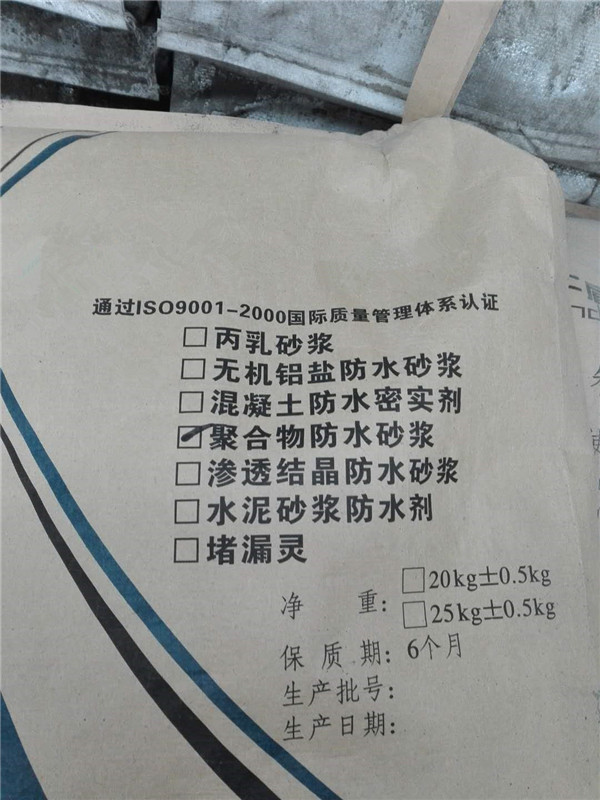 通过ISO9001-2000国际质量管理体系认证
□丙乳砂浆
□无机铝盐防水砂浆
□混凝土防水密实剂
☑聚合物防水砂浆
□渗透结晶防水砂浆
□水泥砂浆防水剂
□堵漏灵
净 重：□20kg±0.5kg
□25kg±0.5kg
保 质 期：6个月
生产批号：
生产日期：